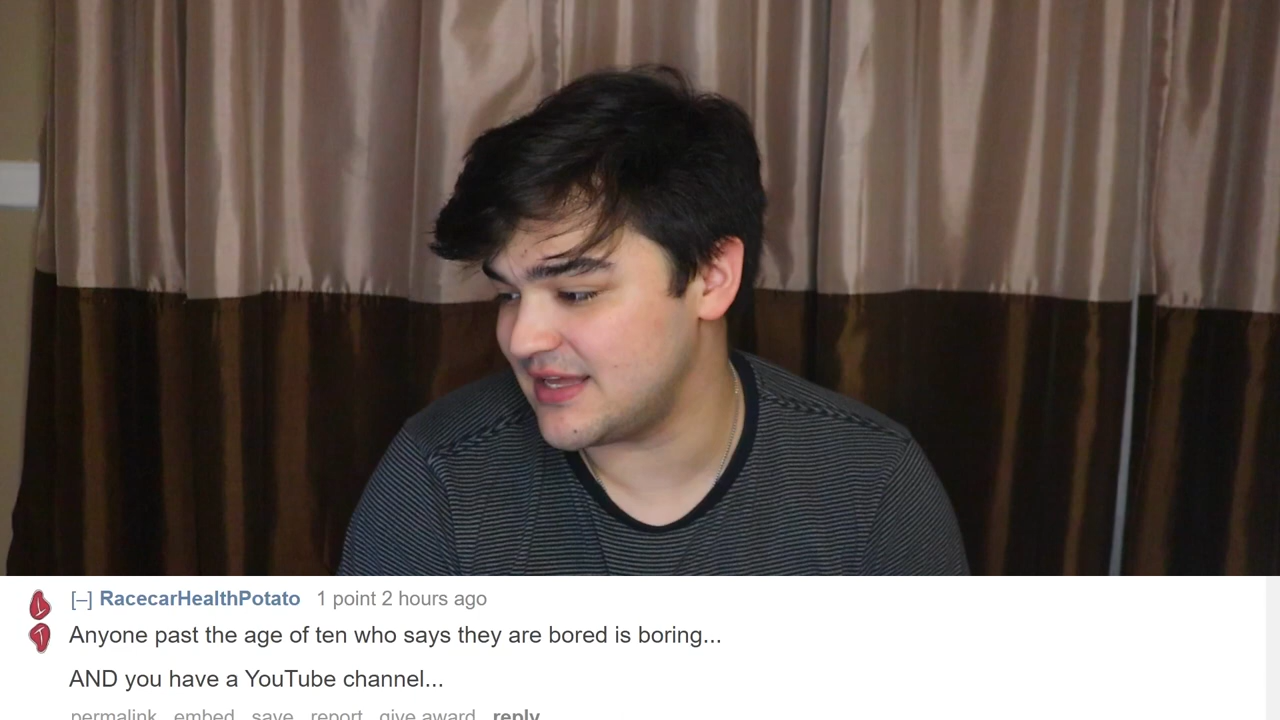 [–] RacecarHealthPotato 1 point 2 hours ago
Anyone past the age of ten who says they are bored is boring...
AND you have a YouTube channel...
permalink embed save report give award reply